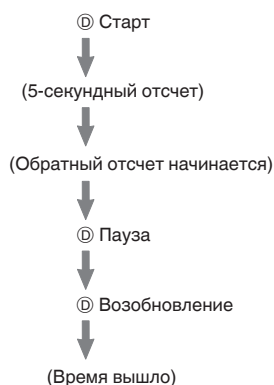 Ⓓ Старт
(5-секундный отсчет)
(Обратный отсчет начинается)
Ⓓ Пауза
Ⓓ Возобновление
(Время вышло)